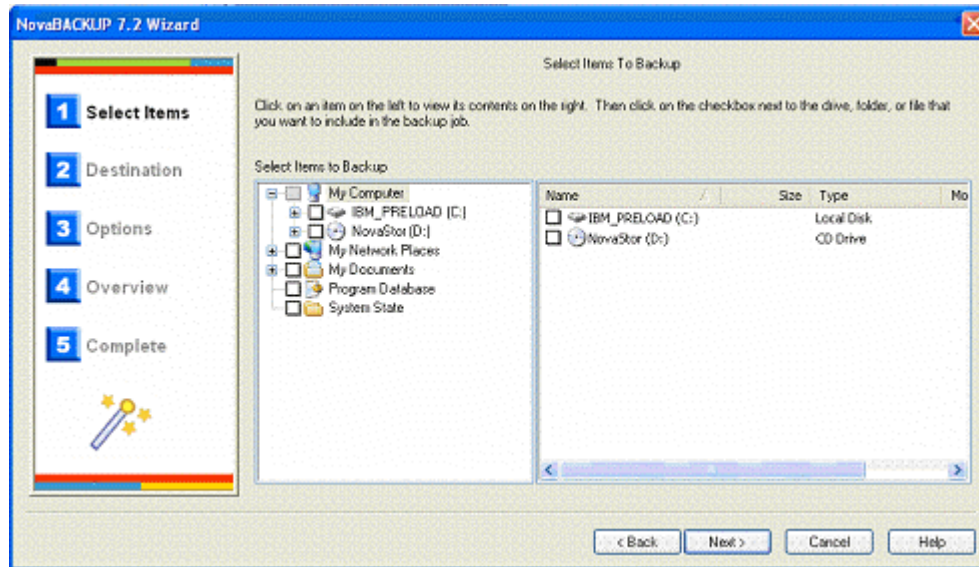 NovaBACKUP 7.2 Wizard
Select Items To Backup
1 Select Items
2 Destination
3 Options
4 Overview
5 Complete
Click on an item on the left to view its contents on the right. Then click on the checkbox next to the drive, folder, or file that
you want to include in the backup job.
Select Items to Backup
My Computer
IBM_PRELOAD (C:)
NovaStor (D:)
My Network Places
My Documents
Program Database
System State
Name Size Type Mo
IBM_PRELOAD (C:) Local Disk
NovaStor (D:) CD Drive
< Back Next > Cancel Help